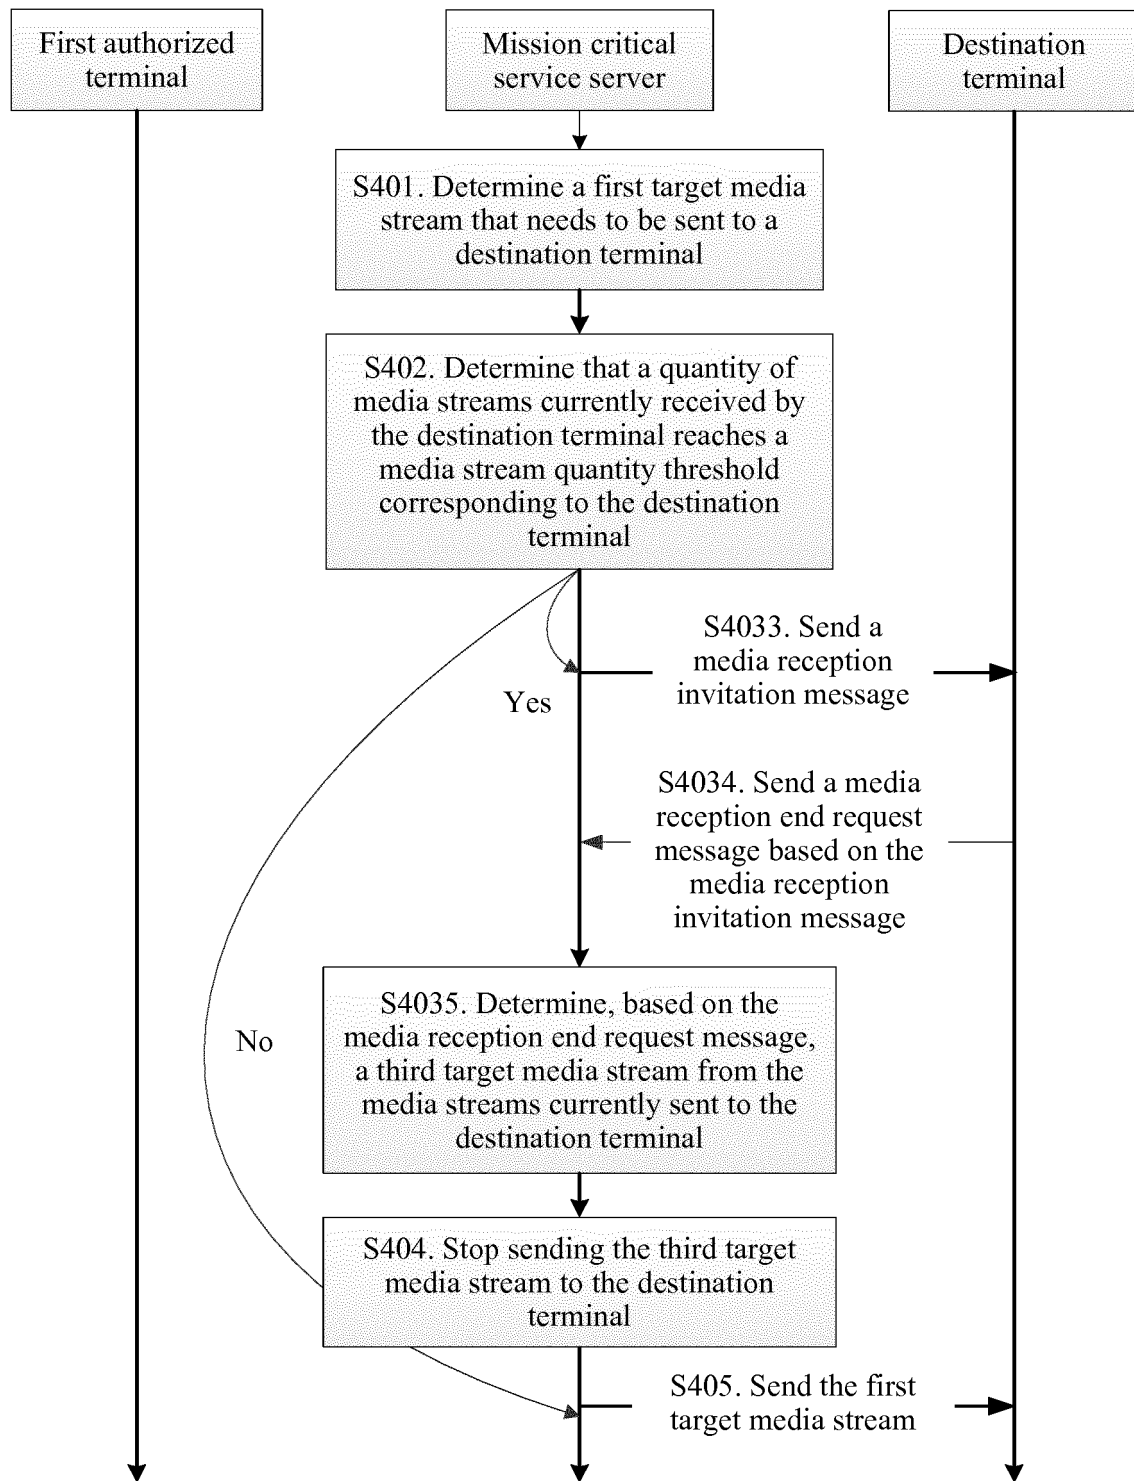 First authorized
terminal
Mission critical
service server
Destination
terminal
S401. Determine a first target media
stream that needs to be sent to a
destination terminal
S402. Determine that a quantity of
media streams currently received by
the destination terminal reaches a
media stream quantity threshold
corresponding to the destination
terminal
S4033. Send a
media reception
invitation message
Yes
S4034. Send a media
reception end request
message based on the
media reception
invitation message
No
S4035. Determine, based on the
media reception end request message,
a third target media stream from the
media streams currently sent to the
destination terminal
S404. Stop sending the third target
media stream to the destination
terminal
S405. Send the first
target media stream